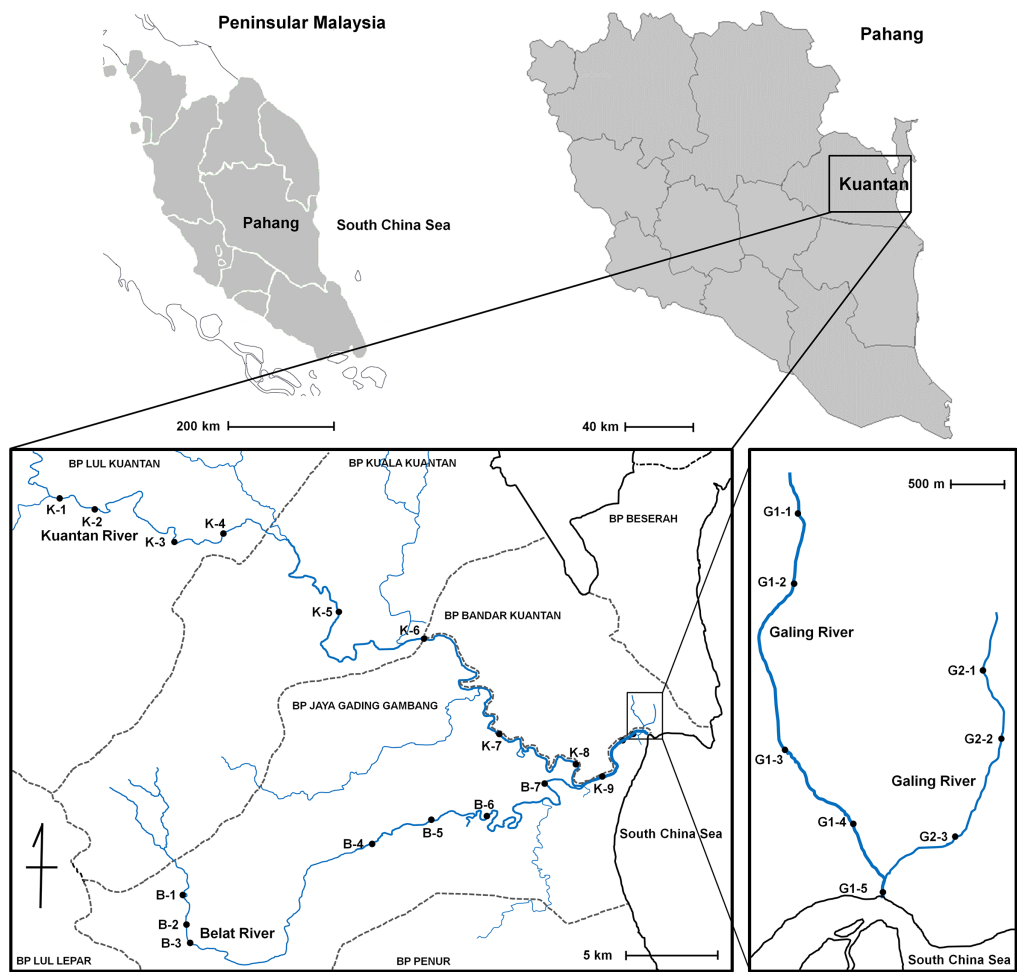 Peninsular Malaysia
Pahang
Kuantan
Pahang
South China Sea
200 km
40 km
BP LUL KUANTAN
BP KUALA KUANTAN
BP BESERAH
K-1
K-2
Kuantan River
K-3
K-4
K-5
K-6
BP BANDAR KUANTAN
BP JAYA GADING GAMBANG
K-7
K-8
K-9
B-7
B-6
B-5
B-4
South China Sea
B-1
B-2
B-3
Belat River
BP LUL LEPAR
BP PENUR
5 km
500 m
G1-1
G1-2
Galing River
G2-1
G2-2
G1-3
Galing River
G1-4
G2-3
G1-5
South China Sea